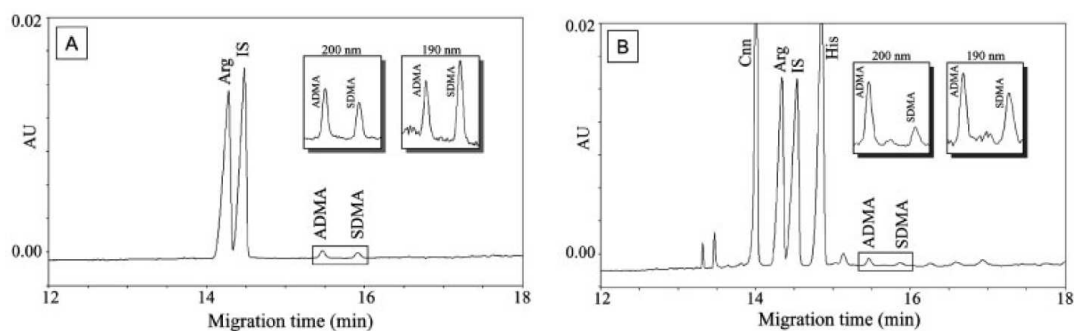 A
0.02
AU
0.00
Arg
IS
200 nm
ADMA
SDMA
190 nm
ADMA
SDMA
ADMA
SDMA
12
14
16
18
Migration time (min)
B
0.02
AU
0.00
Cnn
Arg
IS
His
200 nm
ADMA
SDMA
190 nm
ADMA
SDMA
ADMA
SDMA
12
14
16
18
Migration time (min)